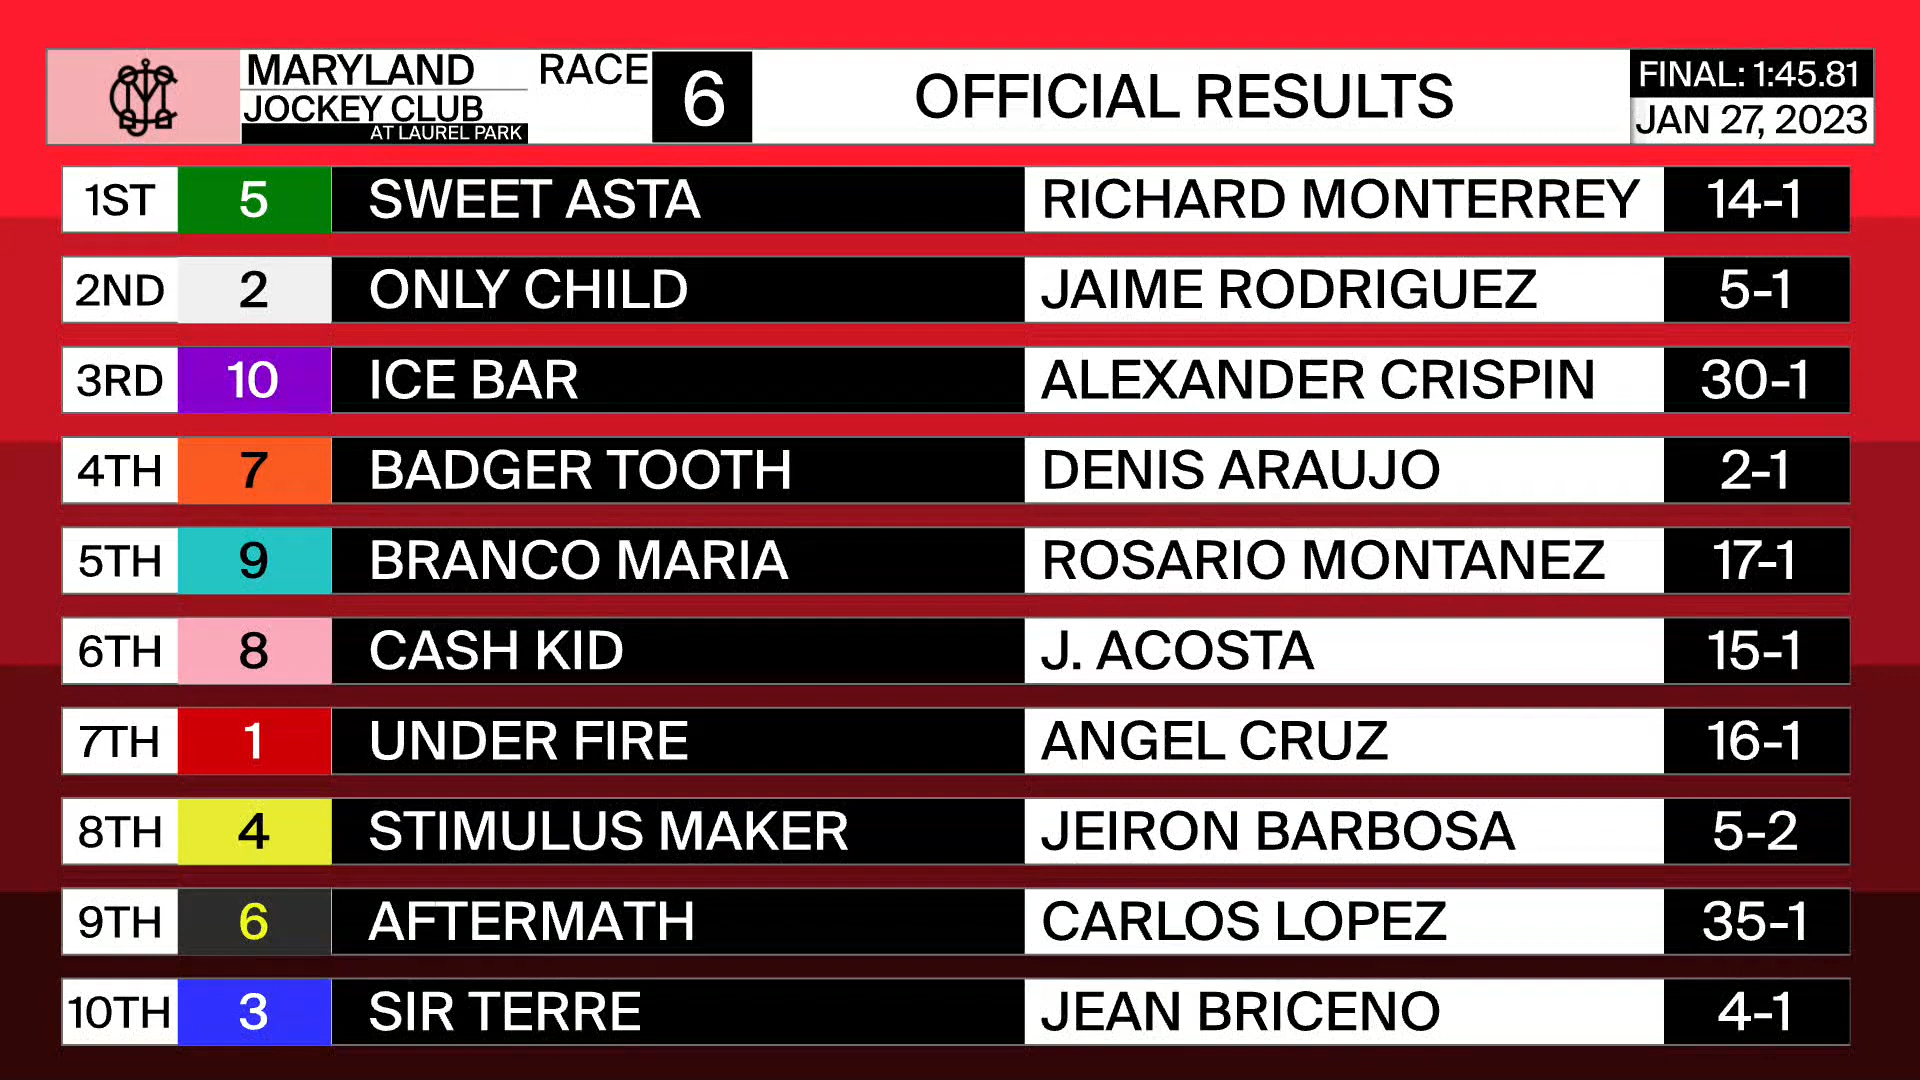 MARYLAND
JOCKEY CLUB
AT LAUREL PARK
RACE 6
OFFICIAL RESULTS
FINAL: 1:45.81
JAN 27, 2023
1ST 5 SWEET ASTA RICHARD MONTERREY 14-1
2ND 2 ONLY CHILD JAIME RODRIGUEZ 5-1
3RD 10 ICE BAR ALEXANDER CRISPIN 30-1
4TH 7 BADGER TOOTH DENIS ARAUJO 2-1
5TH 9 BRANCO MARIA ROSARIO MONTANEZ 17-1
6TH 8 CASH KID J. ACOSTA 15-1
7TH 1 UNDER FIRE ANGEL CRUZ 16-1
8TH 4 STIMULUS MAKER JEIRON BARBOSA 5-2
9TH 6 AFTERMATH CARLOS LOPEZ 35-1
10TH 3 SIR TERRE JEAN BRICENO 4-1